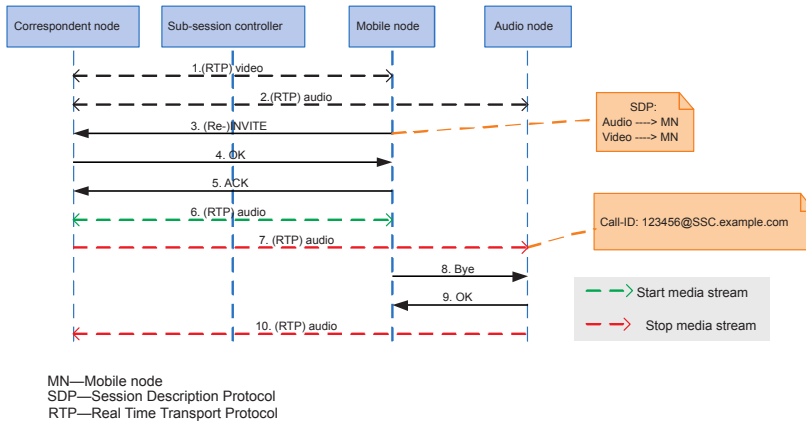 Correspondent node
Sub-session controller
Mobile node
Audio node
1.(RTP) video
2.(RTP) audio
3. (Re-)INVITE
SDP:
Audio ----> MN
Video ----> MN
4. OK
5. ACK
6. (RTP) audio
7. (RTP) audio
Call-ID: 123456@SSC.example.com
8. Bye
9. OK
10. (RTP) audio
Start media stream
Stop media stream
MN—Mobile node
SDP—Session Description Protocol
RTP—Real Time Transport Protocol